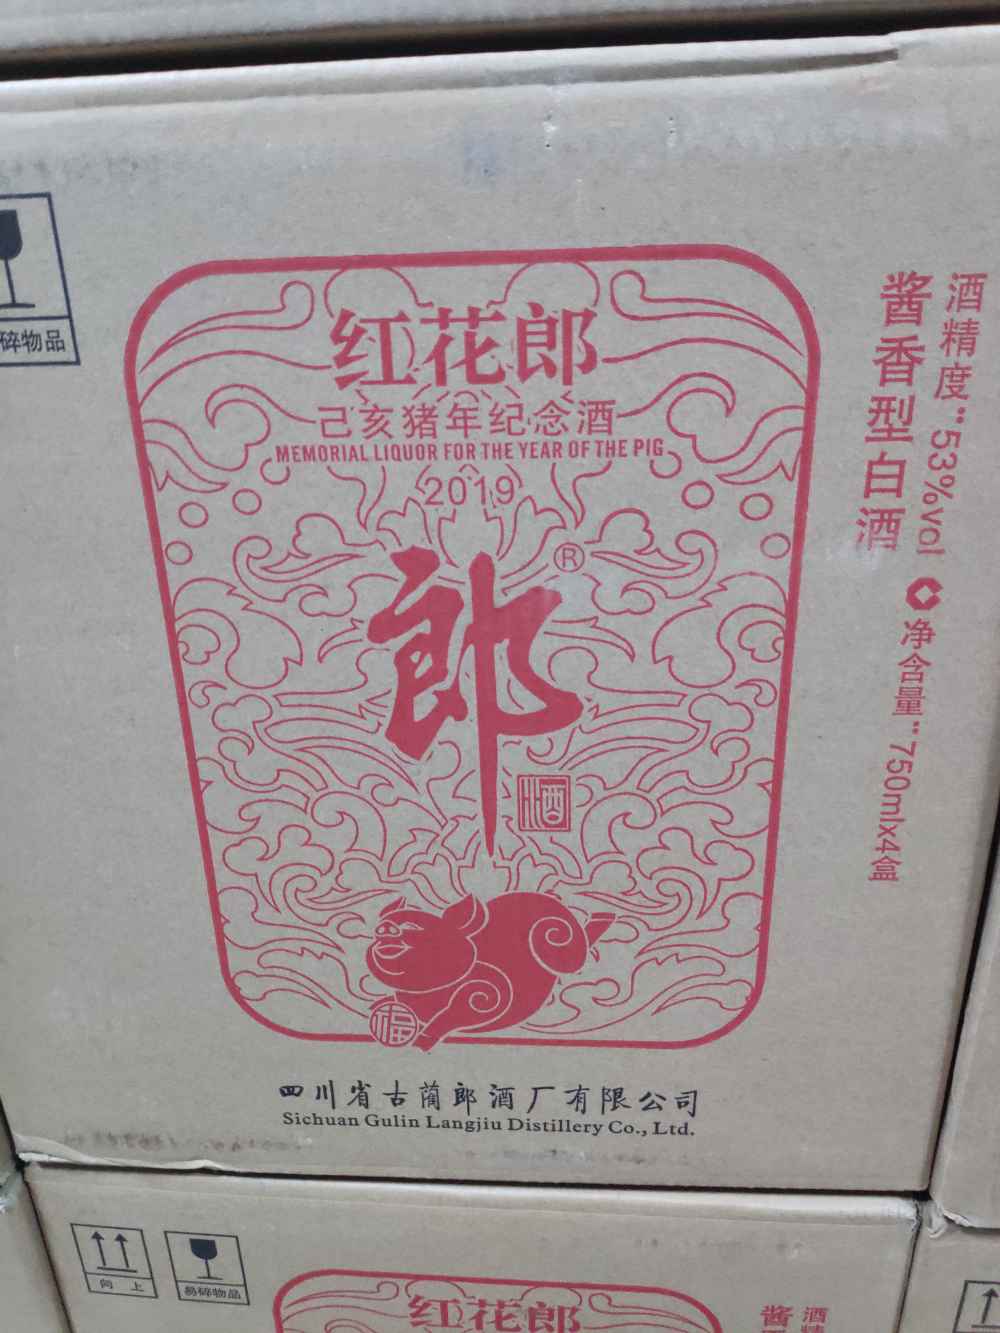 碎物品
红花郎
己亥猪年纪念酒
MEMORIAL LIQUOR FOR THE YEAR OF THE PIG
2019
郎®
酒
福
酱香型白酒
酒精度：53%vol 净含量：750mlx4盒
四川省古蔺郎酒厂有限公司
Sichuan Gulin Langjiu Distillery Co., Ltd.
向上
易碎物品
红花郎
酱
酒精